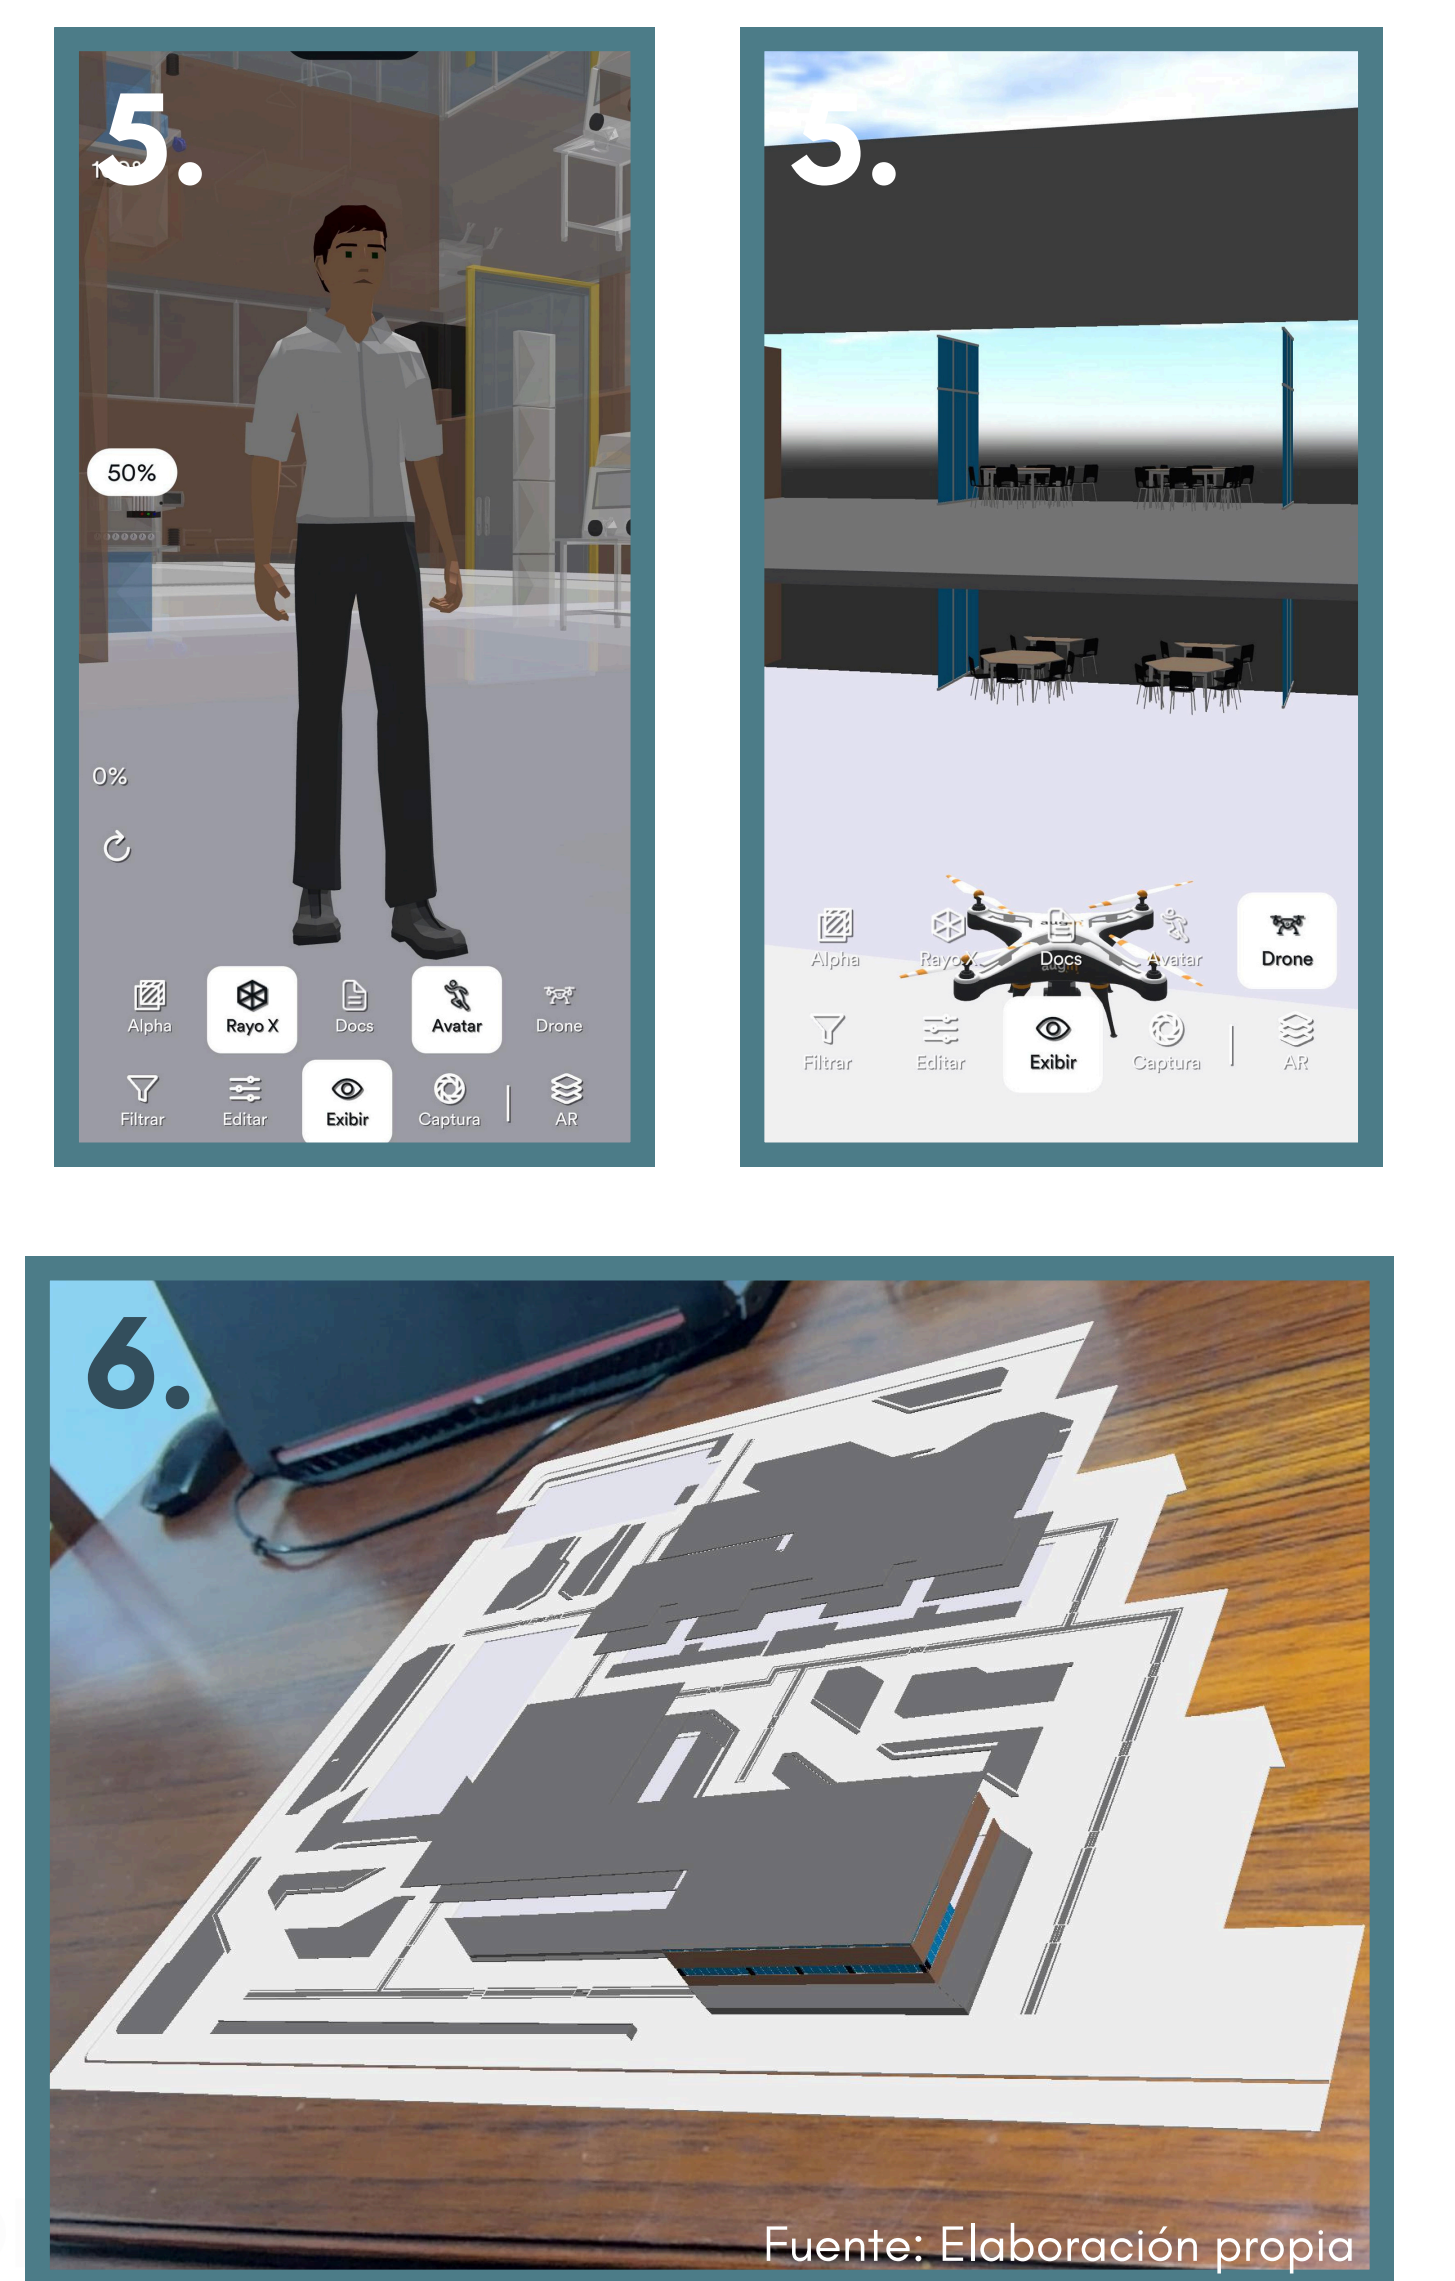 5.
50%
0%
Alpha
Rayo X
Docs
Avatar
Drone
Filtrar
Editar
Exibir
Captura
AR
5.
Alpha
Rayo X
Docs
Avatar
Drone
Filtrar
Editar
Exibir
Captura
AR
6.
Fuente: Elaboración propia